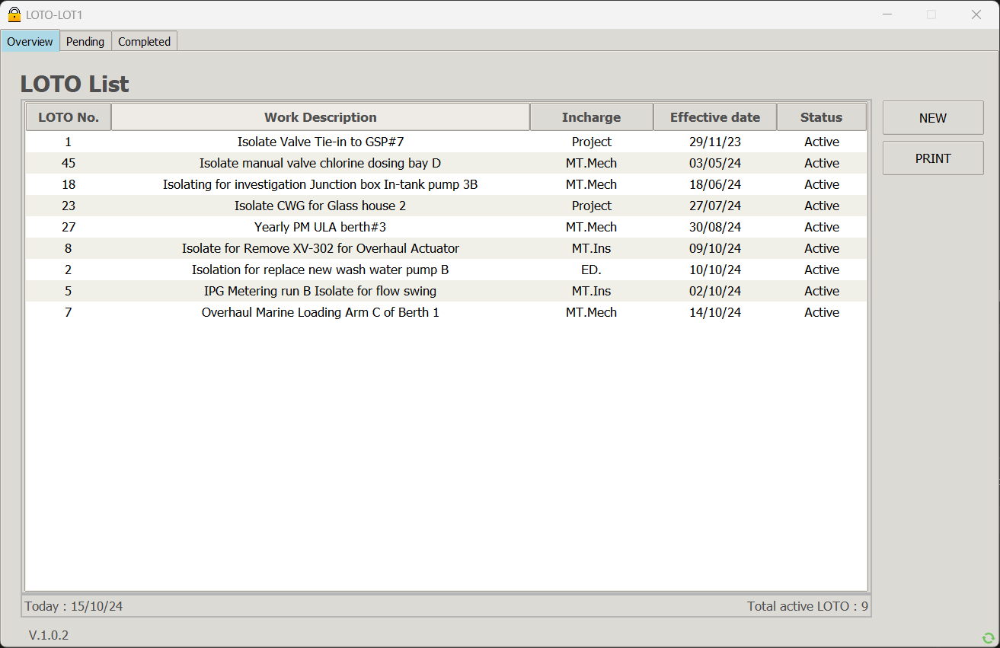 LOTO-LOT1
Overview Pending Completed
LOTO List
LOTO No. Work Description Incharge Effective date Status
1 Isolate Valve Tie-in to GSP#7 Project 29/11/23 Active
45 Isolate manual valve chlorine dosing bay D MT.Mech 03/05/24 Active
18 Isolating for investigation Junction box In-tank pump 3B MT.Mech 18/06/24 Active
23 Isolate CWG for Glass house 2 Project 27/07/24 Active
27 Yearly PM ULA berth#3 MT.Mech 30/08/24 Active
8 Isolate for Remove XV-302 for Overhaul Actuator MT.Ins 09/10/24 Active
2 Isolation for replace new wash water pump B ED. 10/10/24 Active
5 IPG Metering run B Isolate for flow swing MT.Ins 02/10/24 Active
7 Overhaul Marine Loading Arm C of Berth 1 MT.Mech 14/10/24 Active
NEW
PRINT
Today : 15/10/24 Total active LOTO : 9
V.1.0.2